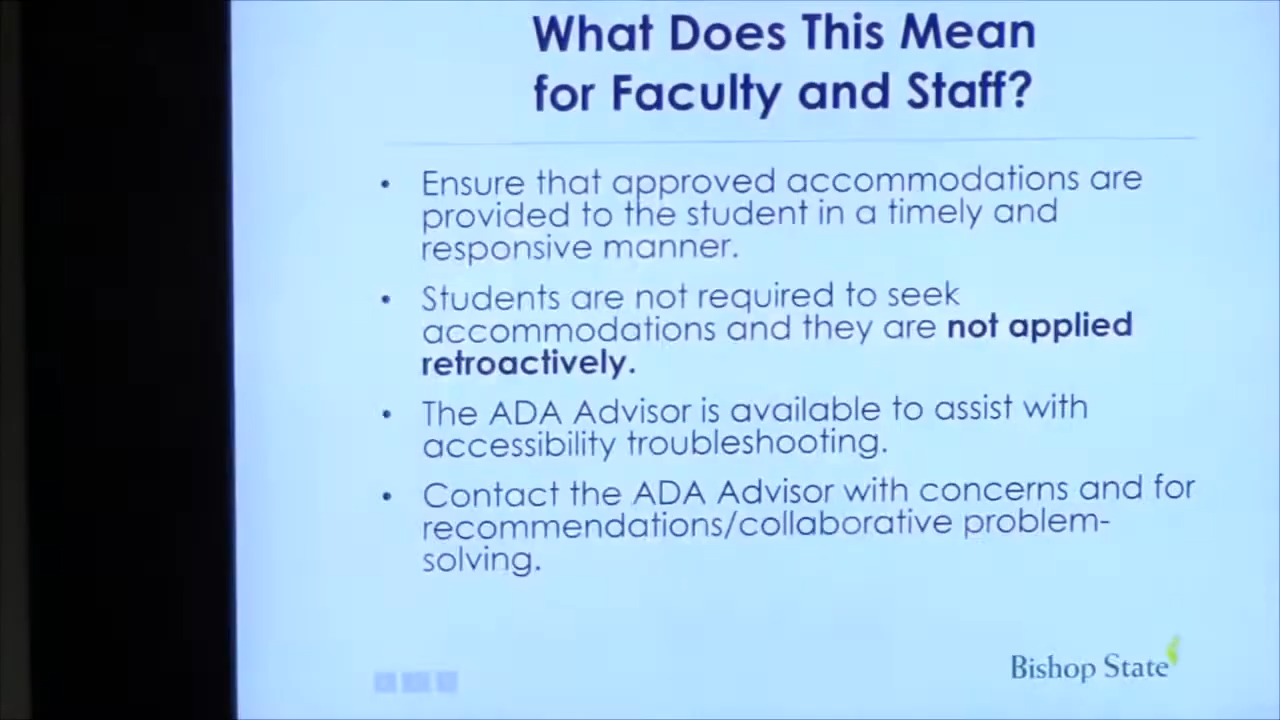 What Does This Mean
for Faculty and Staff?
• Ensure that approved accommodations are
provided to the student in a timely and
responsive manner.
• Students are not required to seek
accommodations and they are not applied
retroactively.
• The ADA Advisor is available to assist with
accessibility troubleshooting.
• Contact the ADA Advisor with concerns and for
recommendations/collaborative problem-
solving.
Bishop State